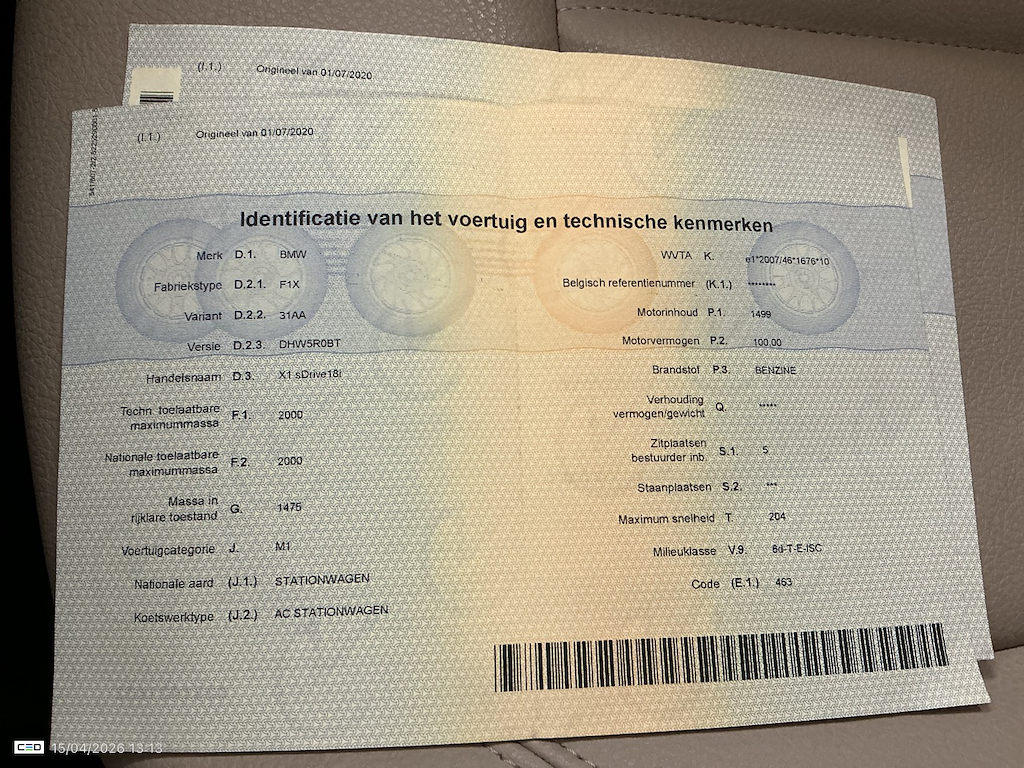 (I.1.) Origineel van 01/07/2020
(I.1.) Origineel van 01/07/2020
Identificatie van het voertuig en technische kenmerken
Merk D.1. BMW
Fabriekstype D.2.1. F1X
Variant D.2.2. 31AA
Versie D.2.3. DHW5R0BT
Handelsnaam D.3. X1 sDrive18i
Techn. toelaatbare
maximummassa F.1. 2000
Nationale toelaatbare
maximummassa F.2. 2000
Massa in
rijklare toestand G. 1475
Voertuigcategorie J. M1
Nationale aard (J.1.) STATIONWAGEN
Koetswerktype (J.2.) AC STATIONWAGEN
WVTA K. e1*2007/46*1676*10
Belgisch referentienummer (K.1.) ********
Motorinhoud P.1. 1499
Motorvermogen P.2. 100,00
Brandstof P.3. BENZINE
Verhouding
vermogen/gewicht Q. *****
Zitplaatsen
bestuurder inb. S.1. 5
Staanplaatsen S.2. ***
Maximum snelheid T. 204
Milieuklasse V.9. 6d-T-E-ISC
Code (E.1.) 463
CEO 15/04/2026 13:13